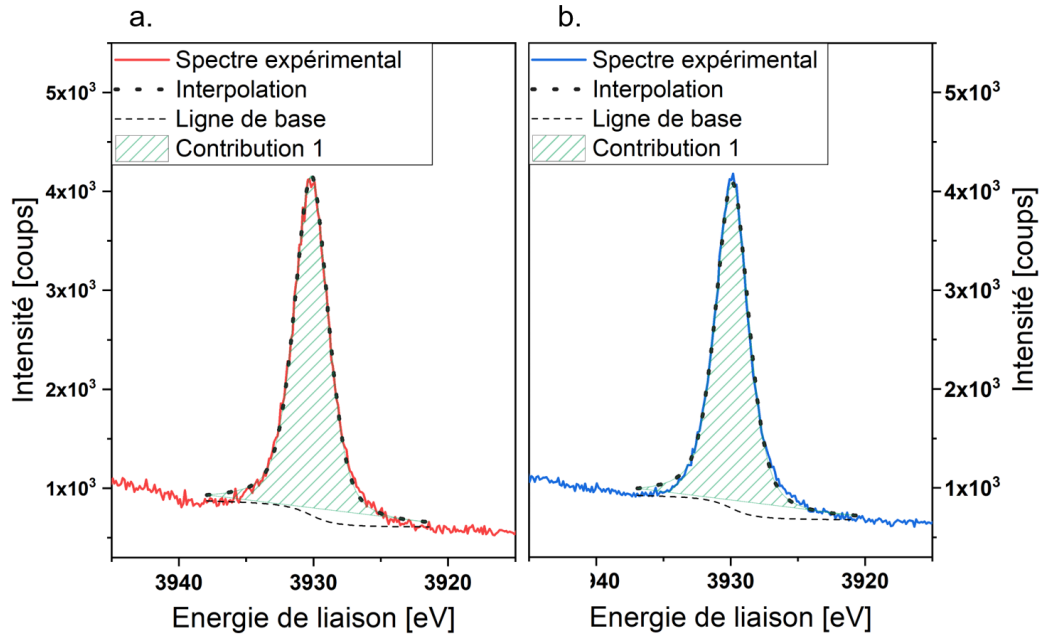 a.
Spectre expérimental
Interpolation
Ligne de base
Contribution 1
5x10³
4x10³
3x10³
2x10³
1x10³
Intensité [coups]
3940
3930
3920
Energie de liaison [eV]
b.
Spectre expérimental
Interpolation
Ligne de base
Contribution 1
5x10³
4x10³
3x10³
2x10³
1x10³
Intensité [coups]
940
3930
3920
Energie de liaison [eV]